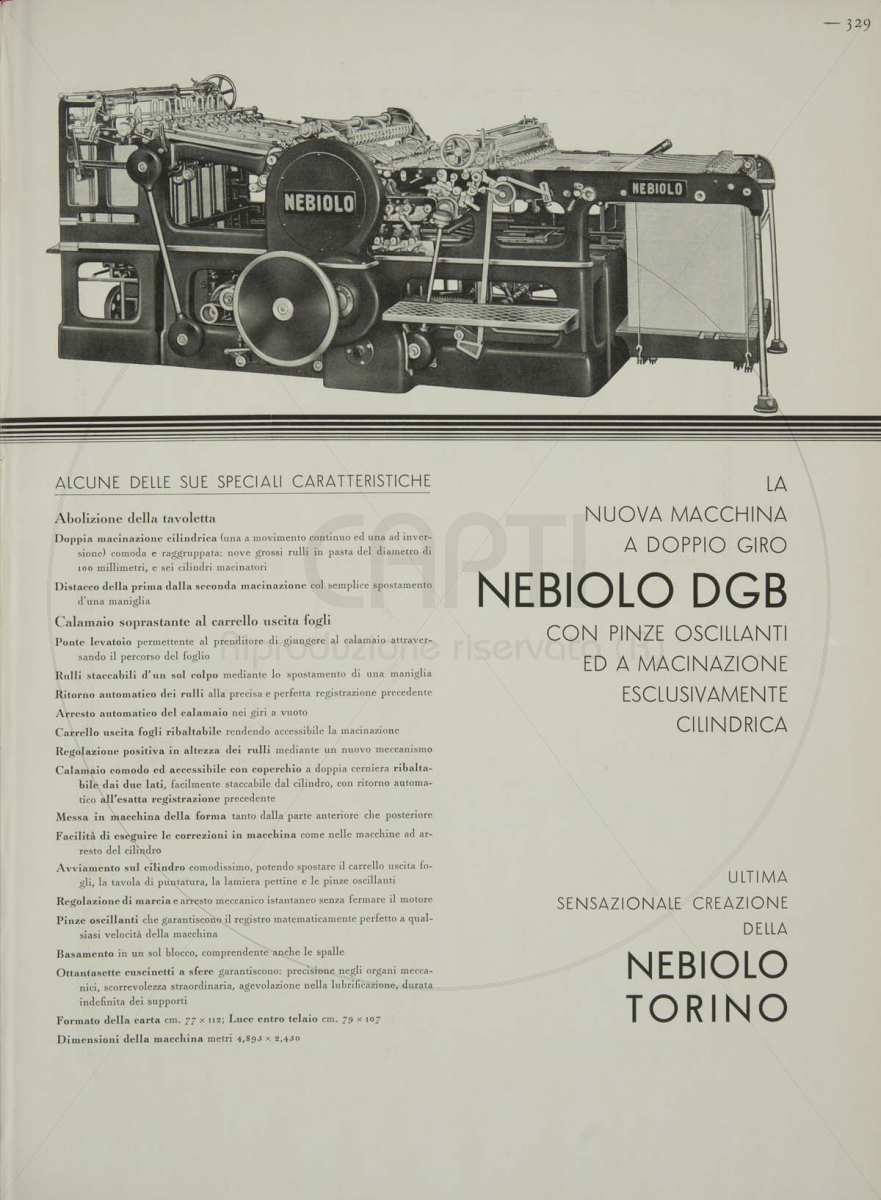 — 329
NEBIOLO
NEBIOLO
ALCUNE DELLE SUE SPECIALI CARATTERISTICHE
Abolizione della tavoletta
Doppia macinazione cilindrica (una a movimento continuo ed una ad inver-
sione) comoda e raggruppata: nove grossi rulli in pasta del diametro di
100 millimetri, e sei cilindri macinatori
Distacco della prima dalla seconda macinazione col semplice spostamento
d'una maniglia
Calamaio soprastante al carrello uscita fogli
Ponte levatoio permettente al prenditore di giungere al calamaio attraver-
sando il percorso del foglio
Rulli staccabili d'un sol colpo mediante lo spostamento di una maniglia
Ritorno automatico dei rulli alla precisa e perfetta registrazione precedente
Arresto automatico del calamaio nei giri a vuoto
Carrello uscita fogli ribaltabile rendendo accessibile la macinazione
Regolazione positiva in altezza dei rulli mediante un nuovo meccanismo
Calamaio comodo ed accessibile con coperchio a doppia cerniera ribalta-
bile dai due lati, facilmente staccabile dal cilindro, con ritorno automa-
tico all'esatta registrazione precedente
Messa in macchina della forma tanto dalla parte anteriore che posteriore
Facilità di eseguire le correzioni in macchina come nelle macchine ad ar-
resto del cilindro
Avviamento sul cilindro comodissimo, potendo spostare il carrello uscita fo-
gli, la tavola di puntatura, la lamiera pettine e le pinze oscillanti
Regolazione di marcia e arresto meccanico istantaneo senza fermare il motore
Pinze oscillanti che garantiscono il registro matematicamente perfetto a qual-
siasi velocità della macchina
Basamento in un sol blocco, comprendente anche le spalle
Ottantasette cuscinetti a sfere garantiscono: precisione negli organi mecca-
nici, scorrevolezza straordinaria, agevolazione nella lubrificazione, durata
indefinita dei supporti
Formato della carta cm. 77 × 112; Luce entro telaio cm. 79 × 107
Dimensioni della macchina metri 4,895 × 2,450
LA
NUOVA MACCHINA
A DOPPIO GIRO
NEBIOLO DGB
CON PINZE OSCILLANTI
ED A MACINAZIONE
ESCLUSIVAMENTE
CILINDRICA
ULTIMA
SENSAZIONALE CREAZIONE
DELLA
NEBIOLO
TORINO
CAPTI
Riproduzione riservata